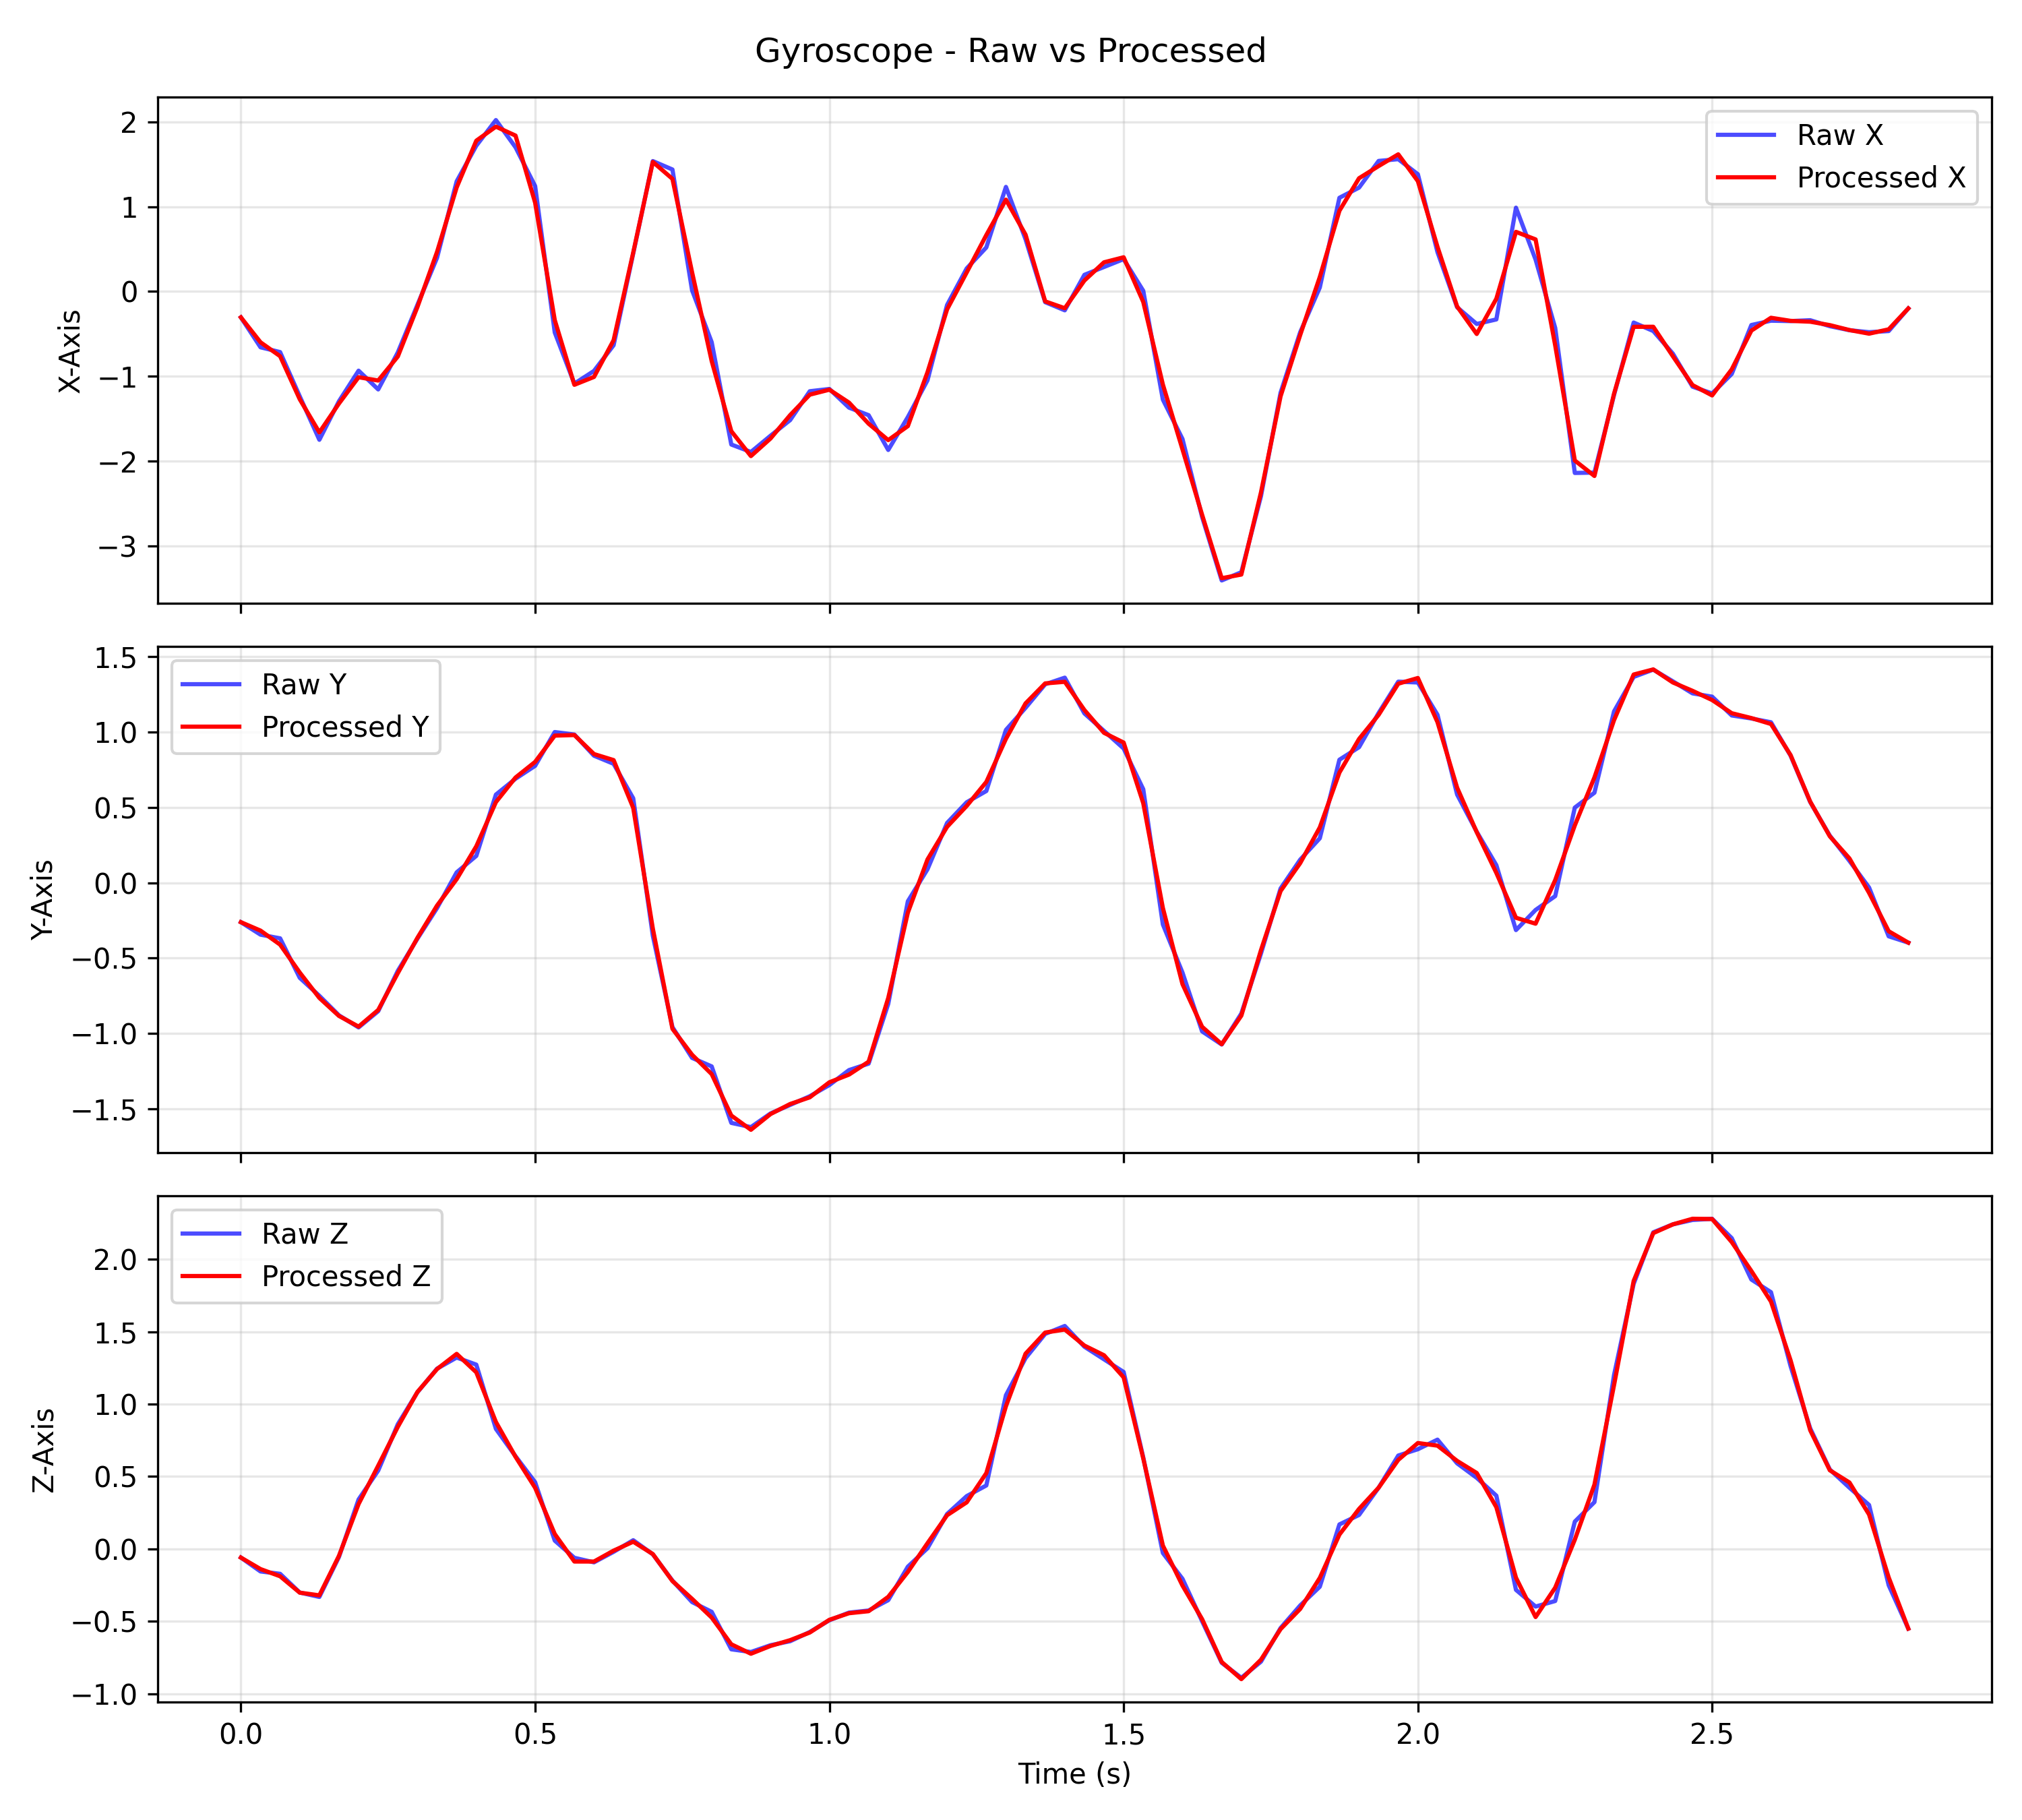 Gyroscope - Raw vs Processed
2
1
0
−1
−2
−3
X-Axis
Raw X
Processed X
1.5
1.0
0.5
0.0
−0.5
−1.0
−1.5
Y-Axis
Raw Y
Processed Y
2.0
1.5
1.0
0.5
0.0
−0.5
−1.0
Z-Axis
Raw Z
Processed Z
0.0 0.5 1.0 1.5 2.0 2.5
Time (s)